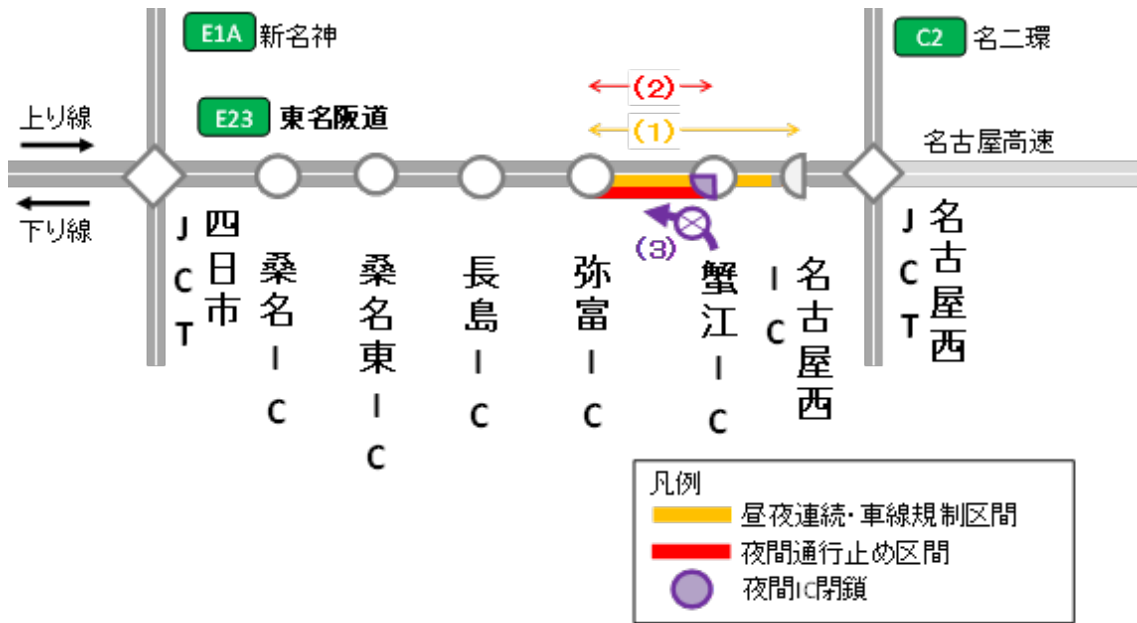 E1A 新名神
C2 名二環
E23 東名阪道
(2)
(1)
上り線
下り線
名古屋高速
(3)
四日市JCT
桑名IC
桑名東IC
長島IC
弥富IC
蟹江IC
名古屋西IC
名古屋西JCT
凡例
昼夜連続・車線規制区間
夜間通行止め区間
夜間IC閉鎖